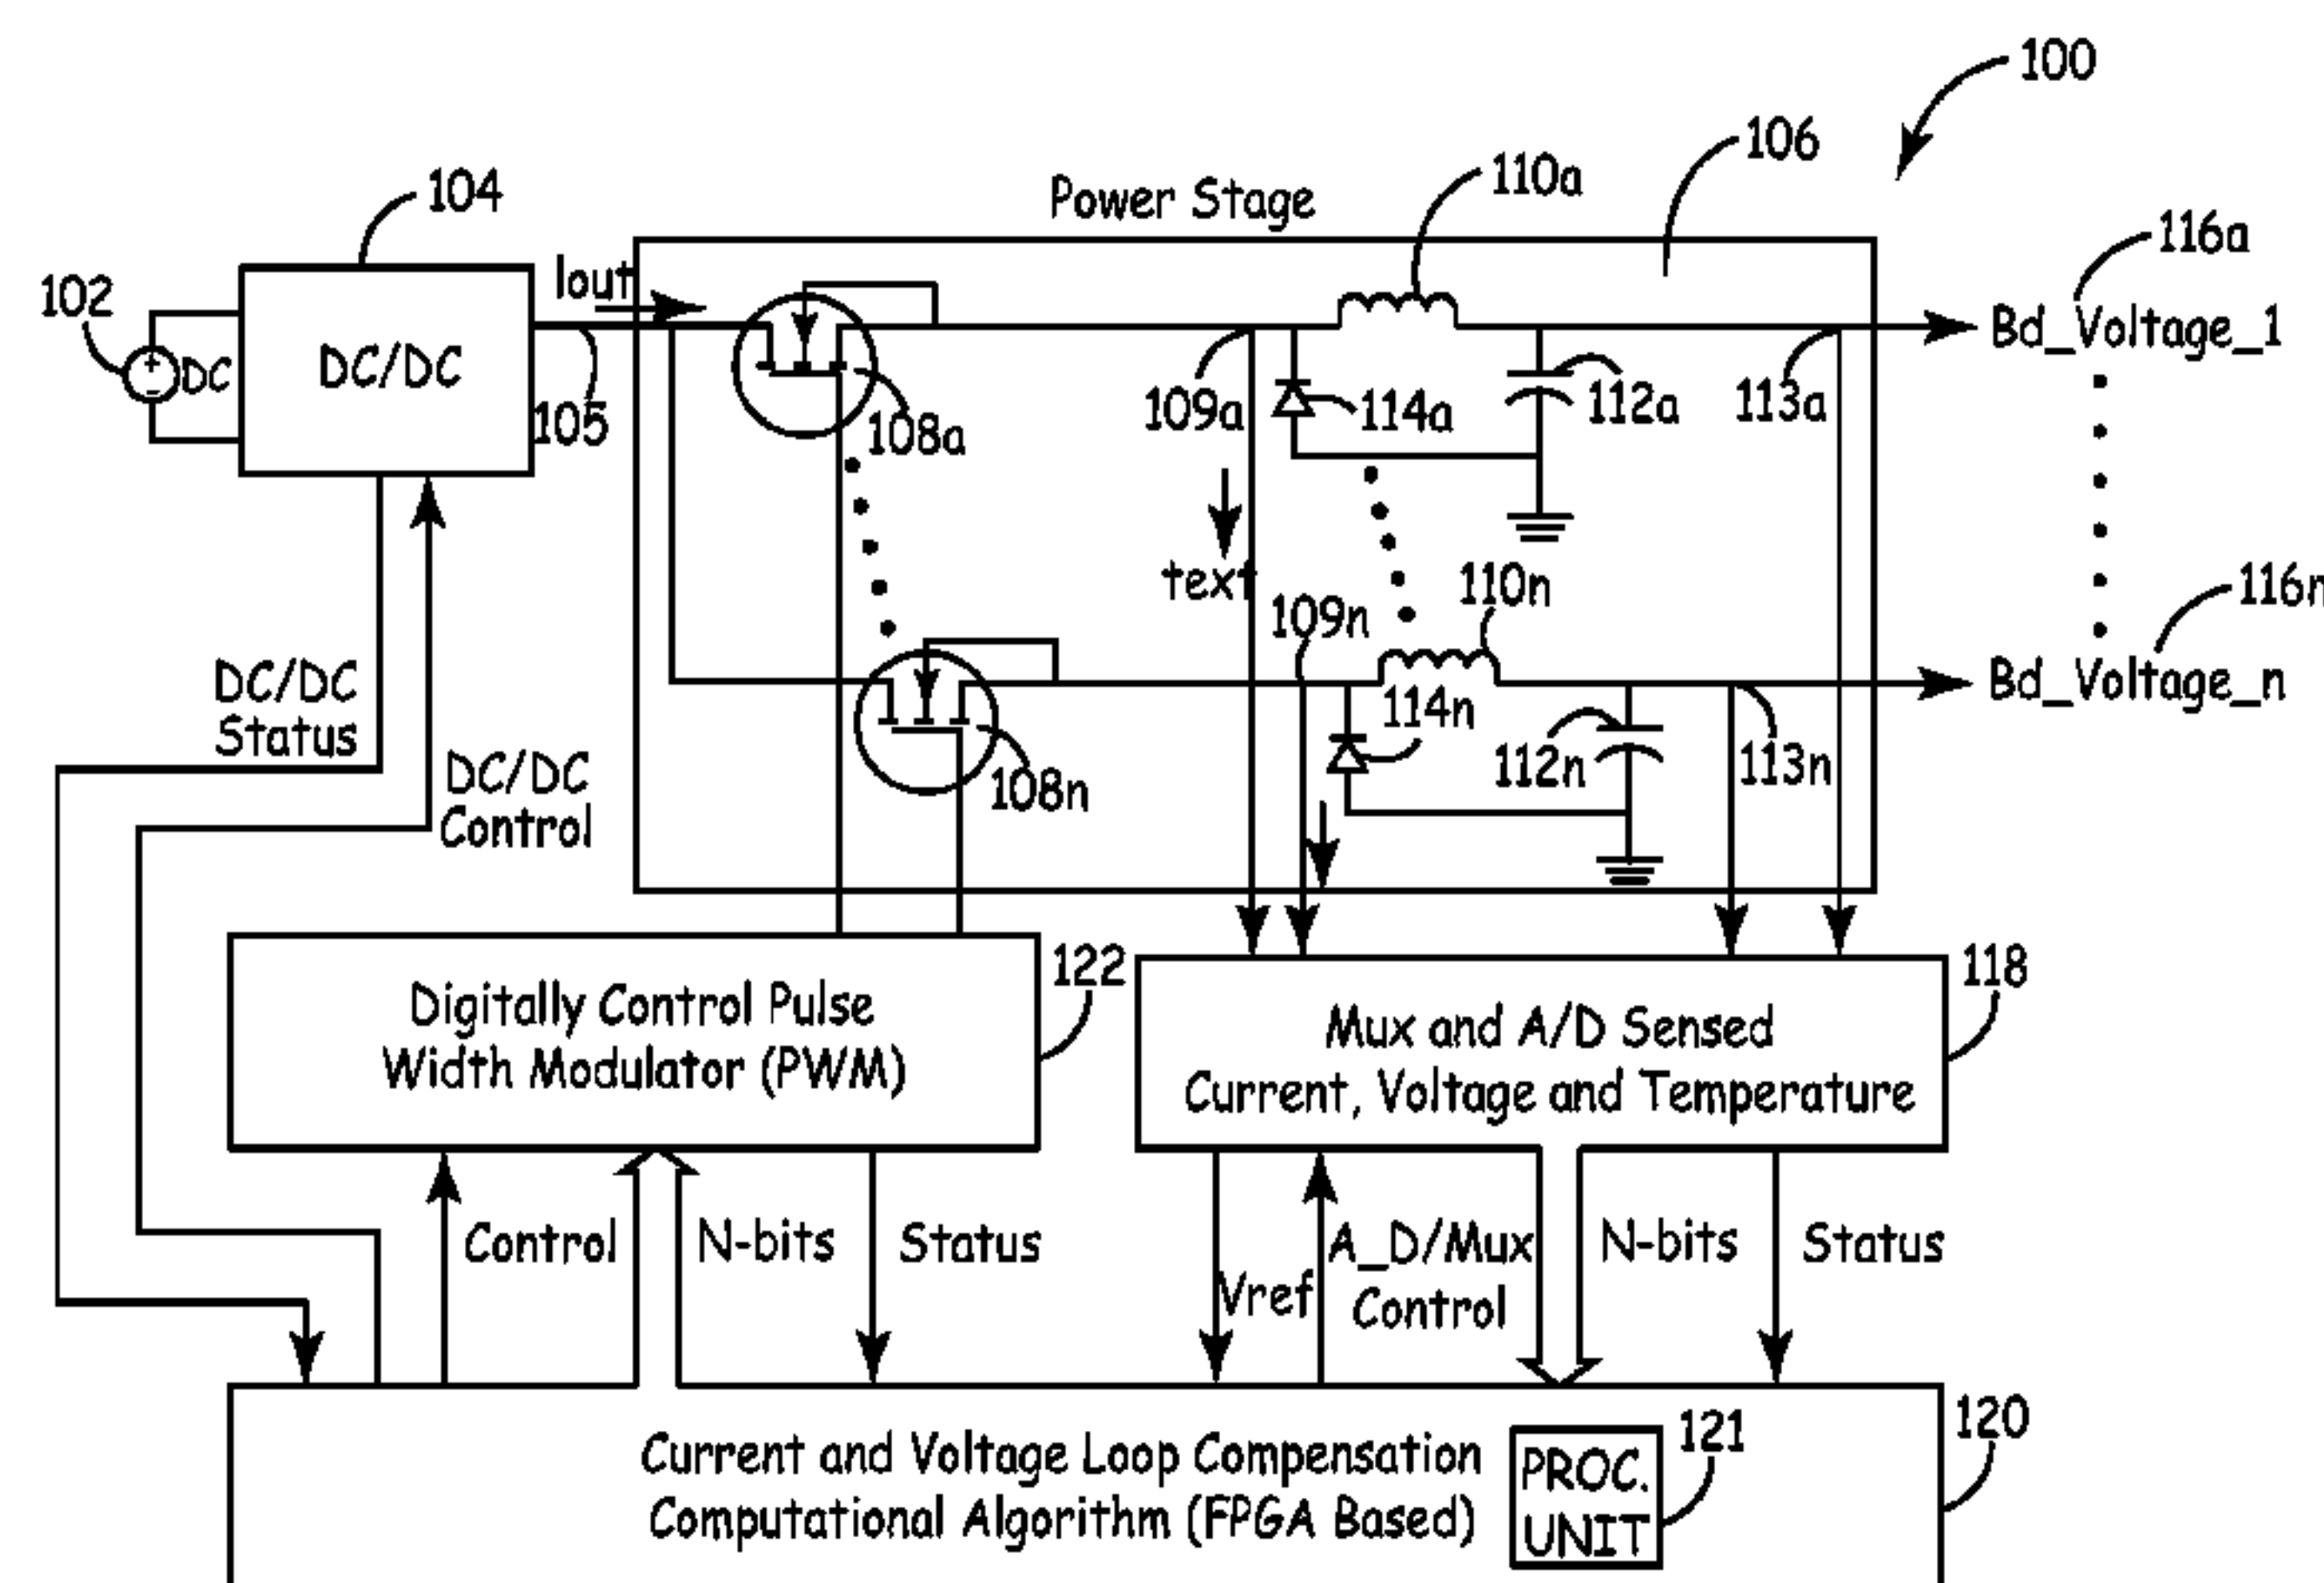 100
106
110a
104
Power Stage
116a
102
Iout
Bd_Voltage_1
DC
DC/DC
105
108a
109a
114a
112a
113a
text
109n
110n
116n
DC/DC
Status
Bd_Voltage_n
114n
DC/DC
Control
108n
112n
113n
122
118
Digitally Control Pulse
Width Modulator (PWM)
Mux and A/D Sensed
Current, Voltage and Temperature
Control
N-bits
Status
Vref
A_D/Mux
Control
N-bits
Status
120
121
Current and Voltage Loop Compensation
Computational Algorithm (FPGA Based)
PROC.
UNIT